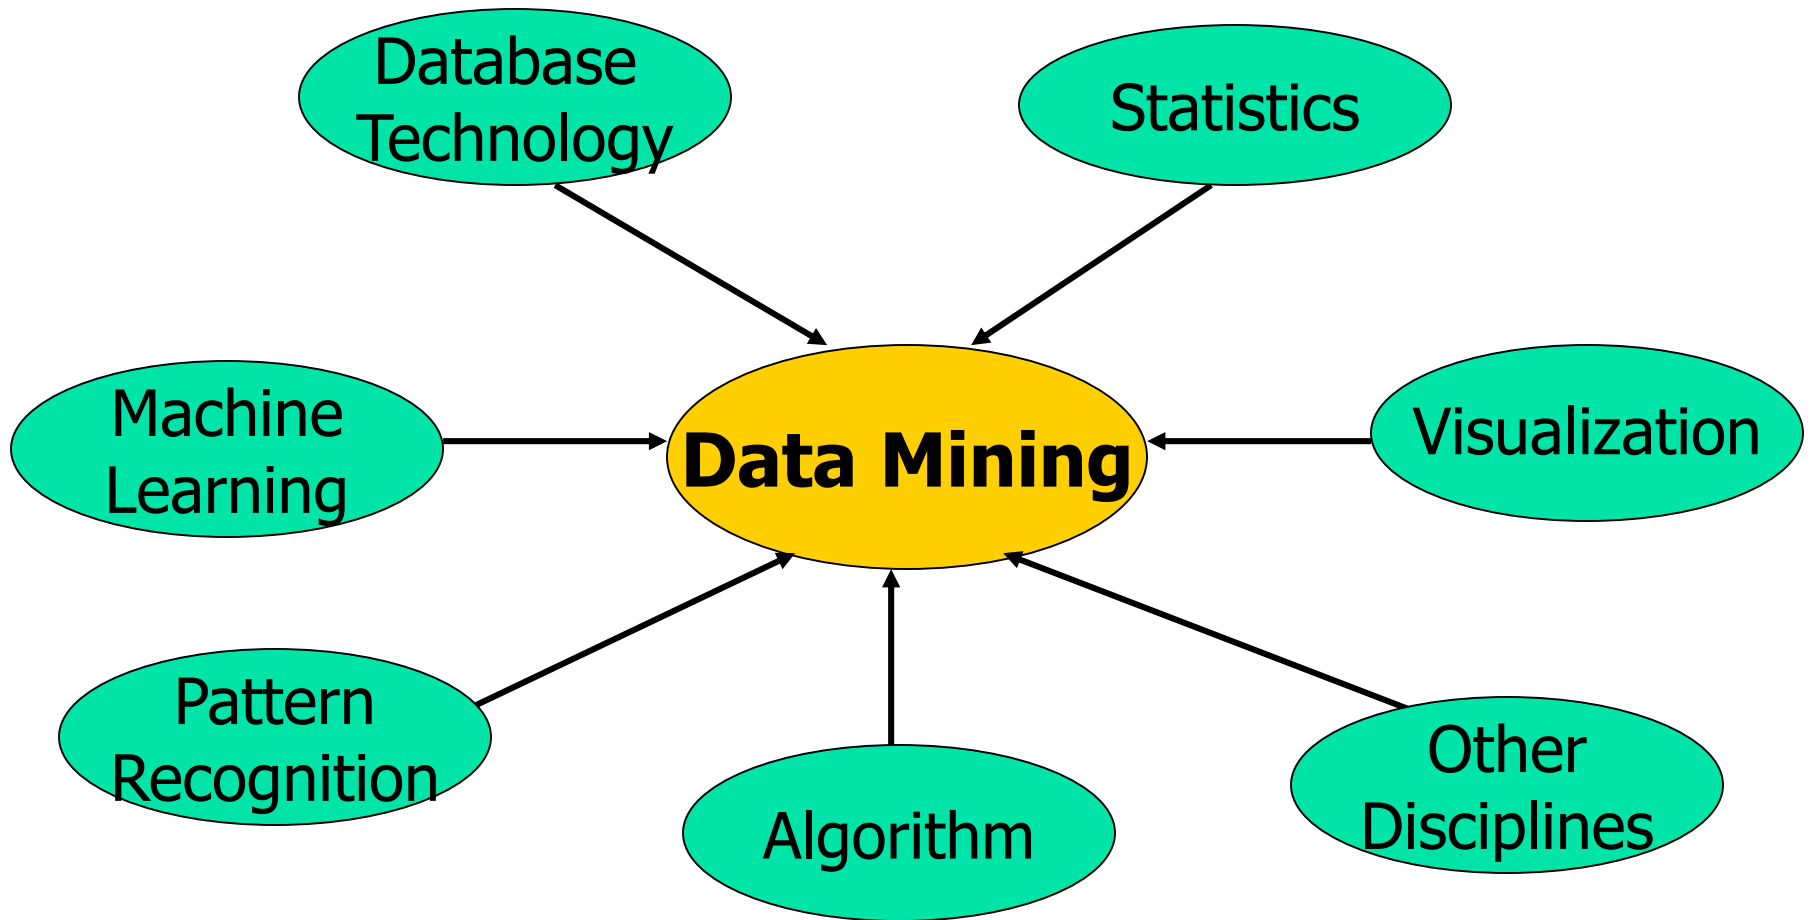 Database
Technology
Statistics
Machine
Learning
Data Mining
Visualization
Pattern
Recognition
Algorithm
Other
Disciplines